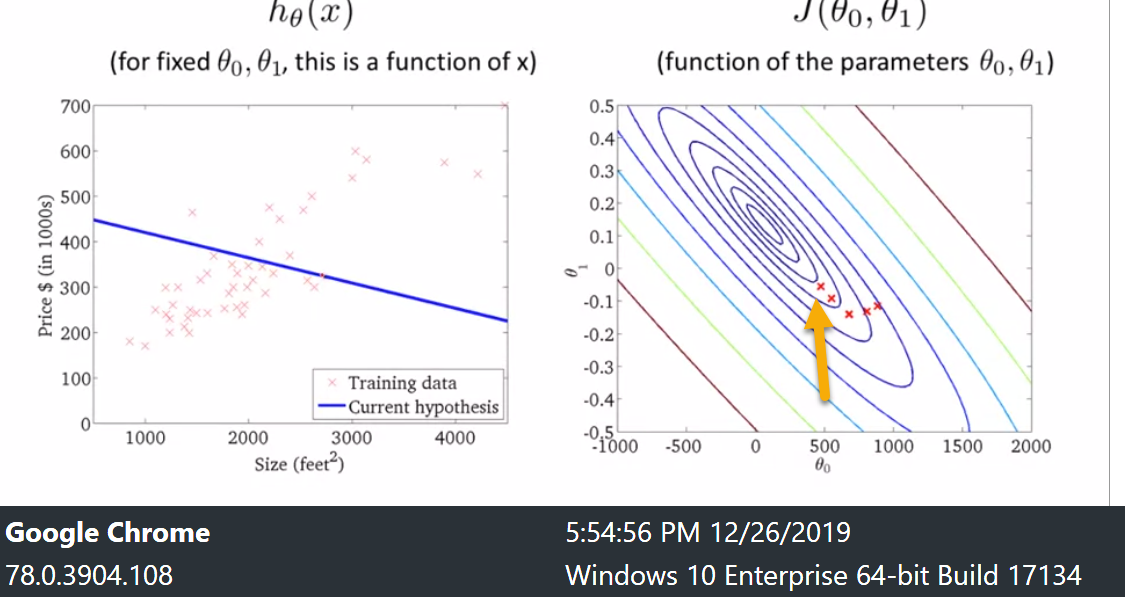 hθ(x)
J(θ0, θ1)
(for fixed θ0, θ1, this is a function of x)
(function of the parameters θ0, θ1)
700
600
500
400
300
200
100
0
Price $ (in 1000s)
1000 2000 3000 4000
Size (feet²)
Training data
Current hypothesis
0.5
0.4
0.3
0.2
0.1
0
-0.1
-0.2
-0.3
-0.4
-0.5
θ1
-1000 -500 0 500 1000 1500 2000
θ0
Google Chrome
5:54:56 PM 12/26/2019
78.0.3904.108
Windows 10 Enterprise 64-bit Build 17134